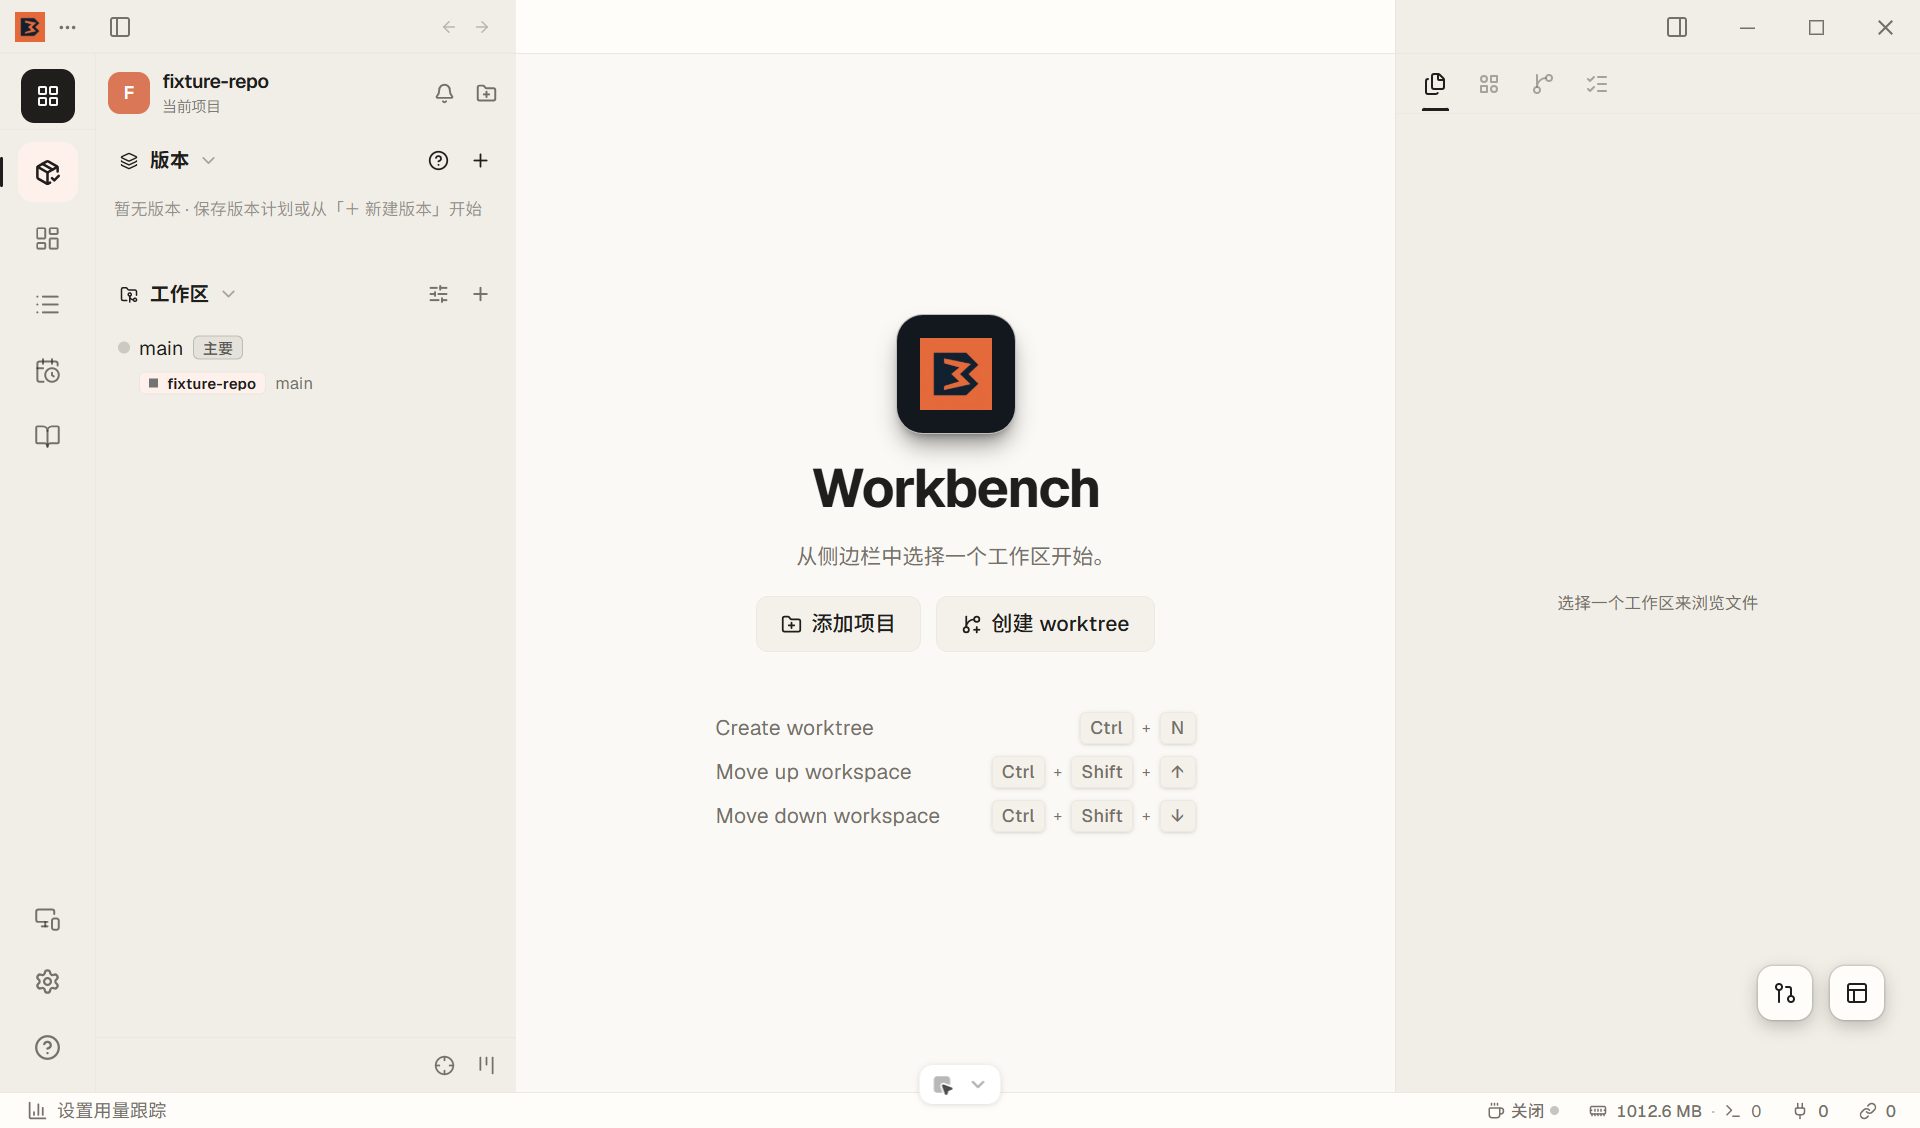 F
fixture-repo
当前项目
版本
暂无版本 · 保存版本计划或从「＋ 新建版本」开始
工作区
main 主要
fixture-repo main
Workbench
从侧边栏中选择一个工作区开始。
添加项目
创建 worktree
Create worktree Ctrl + N
Move up workspace Ctrl + Shift + ↑
Move down workspace Ctrl + Shift + ↓
选择一个工作区来浏览文件
设置用量跟踪
关闭
1012.6 MB · 0
0
0